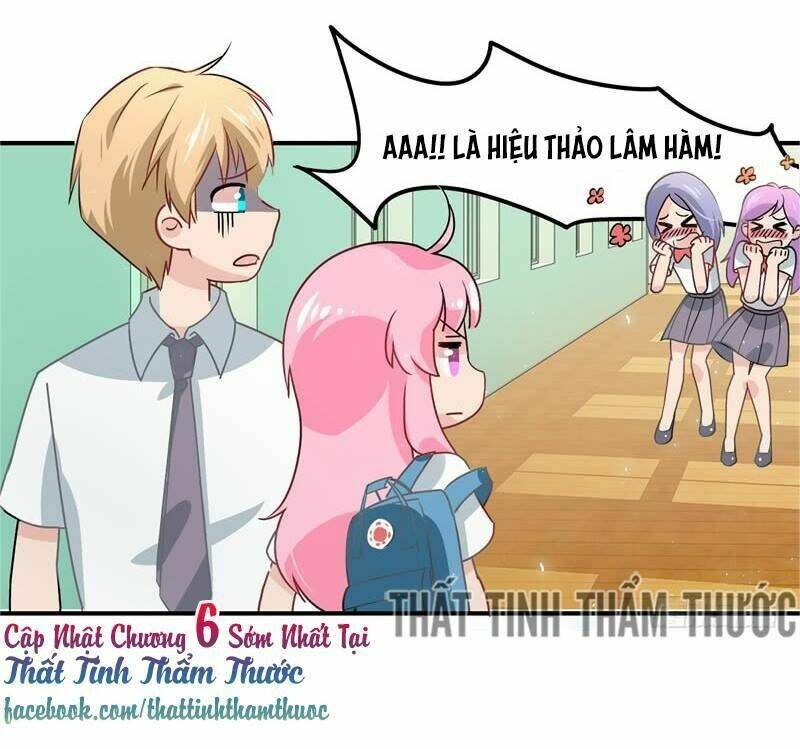 AAA!! LÀ HIỆU THẢO LÂM HÀM!
THẤT TINH THẨM THƯỚC
Cập Nhật Chương 6 Sớm Nhất Tại
Thất Tinh Thẩm Thước
facebook.com/thattinhthamthuoc